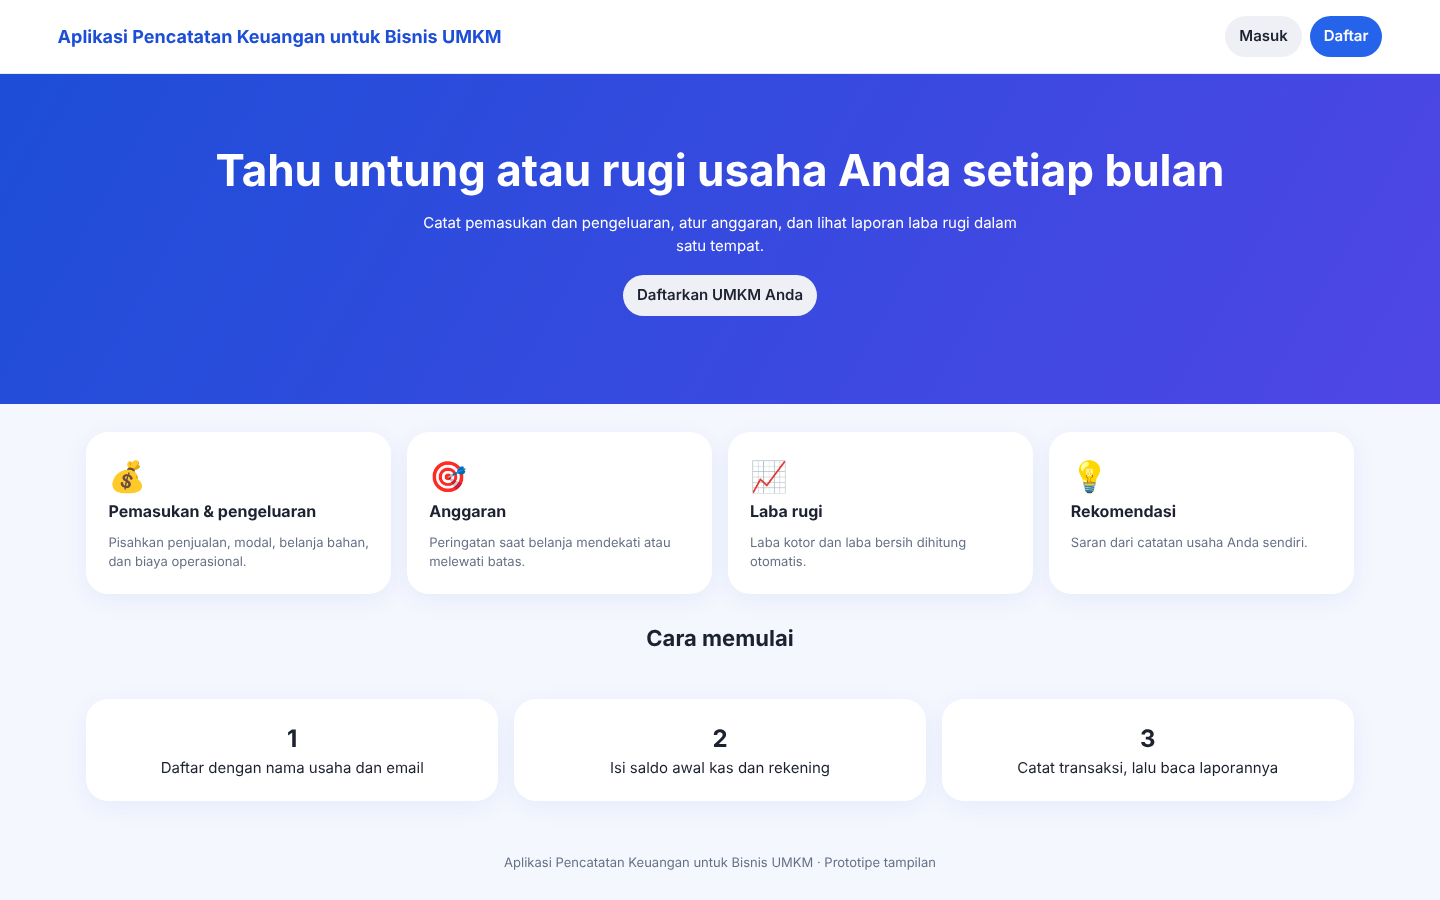 Aplikasi Pencatatan Keuangan untuk Bisnis UMKM
Masuk
Daftar
Tahu untung atau rugi usaha Anda setiap bulan
Catat pemasukan dan pengeluaran, atur anggaran, dan lihat laporan laba rugi dalam
satu tempat.
Daftarkan UMKM Anda
Pemasukan & pengeluaran
Pisahkan penjualan, modal, belanja bahan,
dan biaya operasional.
Anggaran
Peringatan saat belanja mendekati atau
melewati batas.
Laba rugi
Laba kotor dan laba bersih dihitung
otomatis.
Rekomendasi
Saran dari catatan usaha Anda sendiri.
Cara memulai
1
Daftar dengan nama usaha dan email
2
Isi saldo awal kas dan rekening
3
Catat transaksi, lalu baca laporannya
Aplikasi Pencatatan Keuangan untuk Bisnis UMKM · Prototipe tampilan